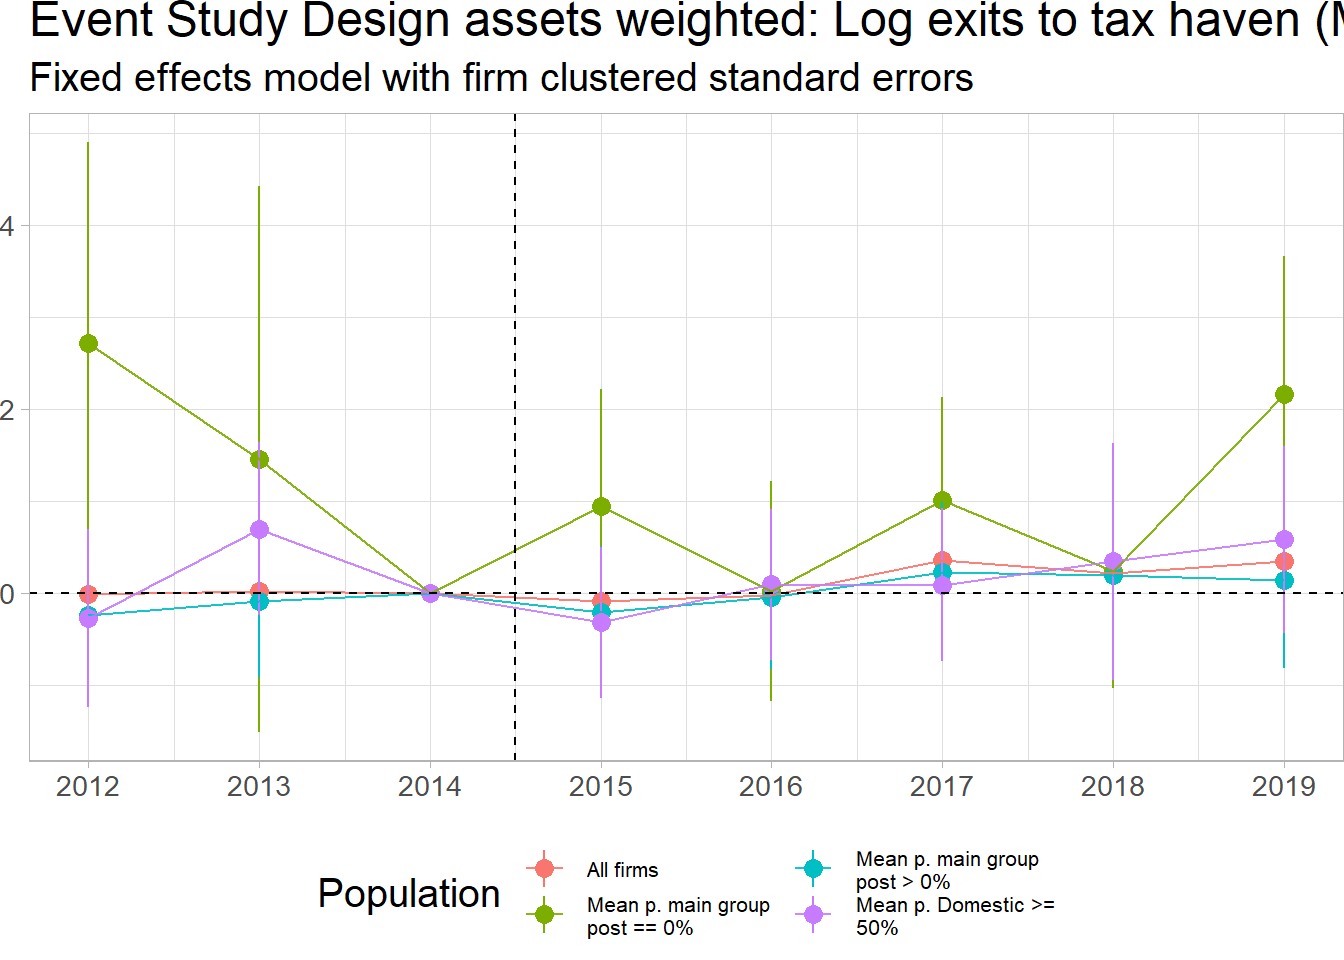 Event Study Design assets weighted: Log exits to tax haven (M
Fixed effects model with firm clustered standard errors
4
2
0
2012 2013 2014 2015 2016 2017 2018 2019
Population
All firms
Mean p. main group
post == 0%
Mean p. main group
post > 0%
Mean p. Domestic >=
50%